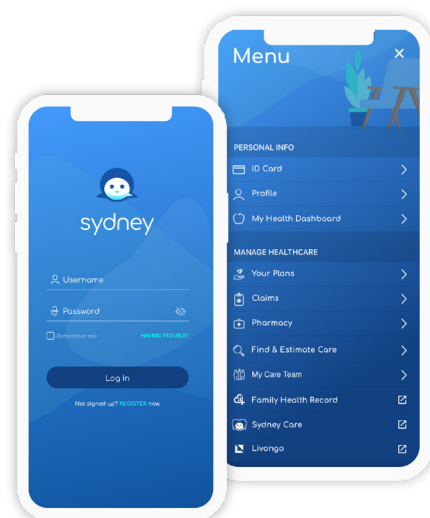 sydney
Username
Password
Remember me HAVING TROUBLE?
Log In
Not signed up? REGISTER now.
Menu
PERSONAL INFO
ID Card
Profile
My Health Dashboard
MANAGE HEALTHCARE
Your Plans
Claims
Pharmacy
Find & Estimate Care
My Care Team
Family Health Record
Sydney Care
Livongo